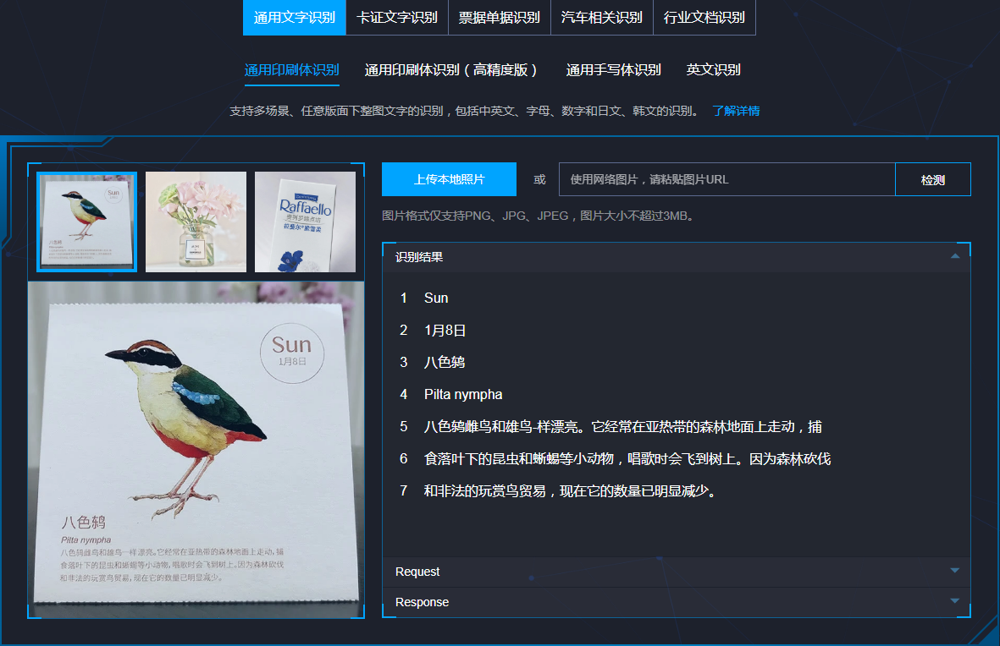 通用文字识别 卡证文字识别 票据单据识别 汽车相关识别 行业文档识别
通用印刷体识别 通用印刷体识别（高精度版） 通用手写体识别 英文识别
支持多场景、任意版面下整图文字的识别，包括中英文、字母、数字和日文、韩文的识别。 了解详情
上传本地照片 或 使用网络图片，请粘贴图片URL 检测
图片格式仅支持PNG、JPG、JPEG，图片大小不超过3MB。
Sun
八色鸫
Raffaello
识别结果
1 Sun
2 1月8日
3 八色鸫
4 Pilta nympha
5 八色鸫雌鸟和雄鸟-样漂亮。它经常在亚热带的森林地面上走动，捕
6 食落叶下的昆虫和蜥蜴等小动物，唱歌时会飞到树上。因为森林砍伐
7 和非法的玩赏鸟贸易，现在它的数量已明显减少。
Request
Response
Sun
1月8日
八色鸫
Pitta nympha
八色鸫雌鸟和雄鸟一样漂亮。它经常在亚热带的森林地面上走动，捕
食落叶下的昆虫和蜥蜴等小动物，唱歌时会飞到树上。因为森林砍伐
和非法的玩赏鸟贸易，现在它的数量已明显减少。